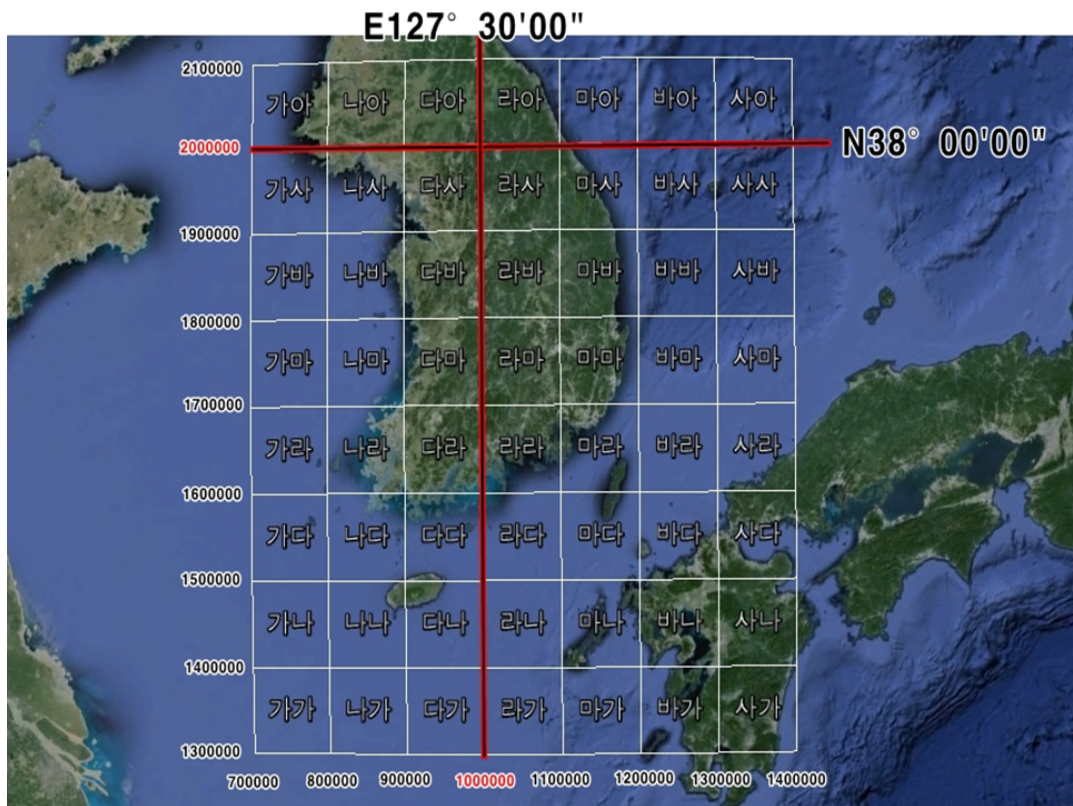 E127° 30'00"
2100000
가아 나아 다아 라아 마아 바아 사아
2000000
N38° 00'00"
가사 나사 다사 라사 마사 바사 사사
1900000
가바 나바 다바 라바 마바 바바 사바
1800000
가마 나마 다마 라마 마마 바마 사마
1700000
가라 나라 다라 라라 마라 바라 사라
1600000
가다 나다 다다 라다 마다 바다 사다
1500000
가나 나나 다나 라나 마나 바나 사나
1400000
가가 나가 다가 라가 마가 바가 사가
1300000
700000 800000 900000 1000000 1100000 1200000 1300000 1400000